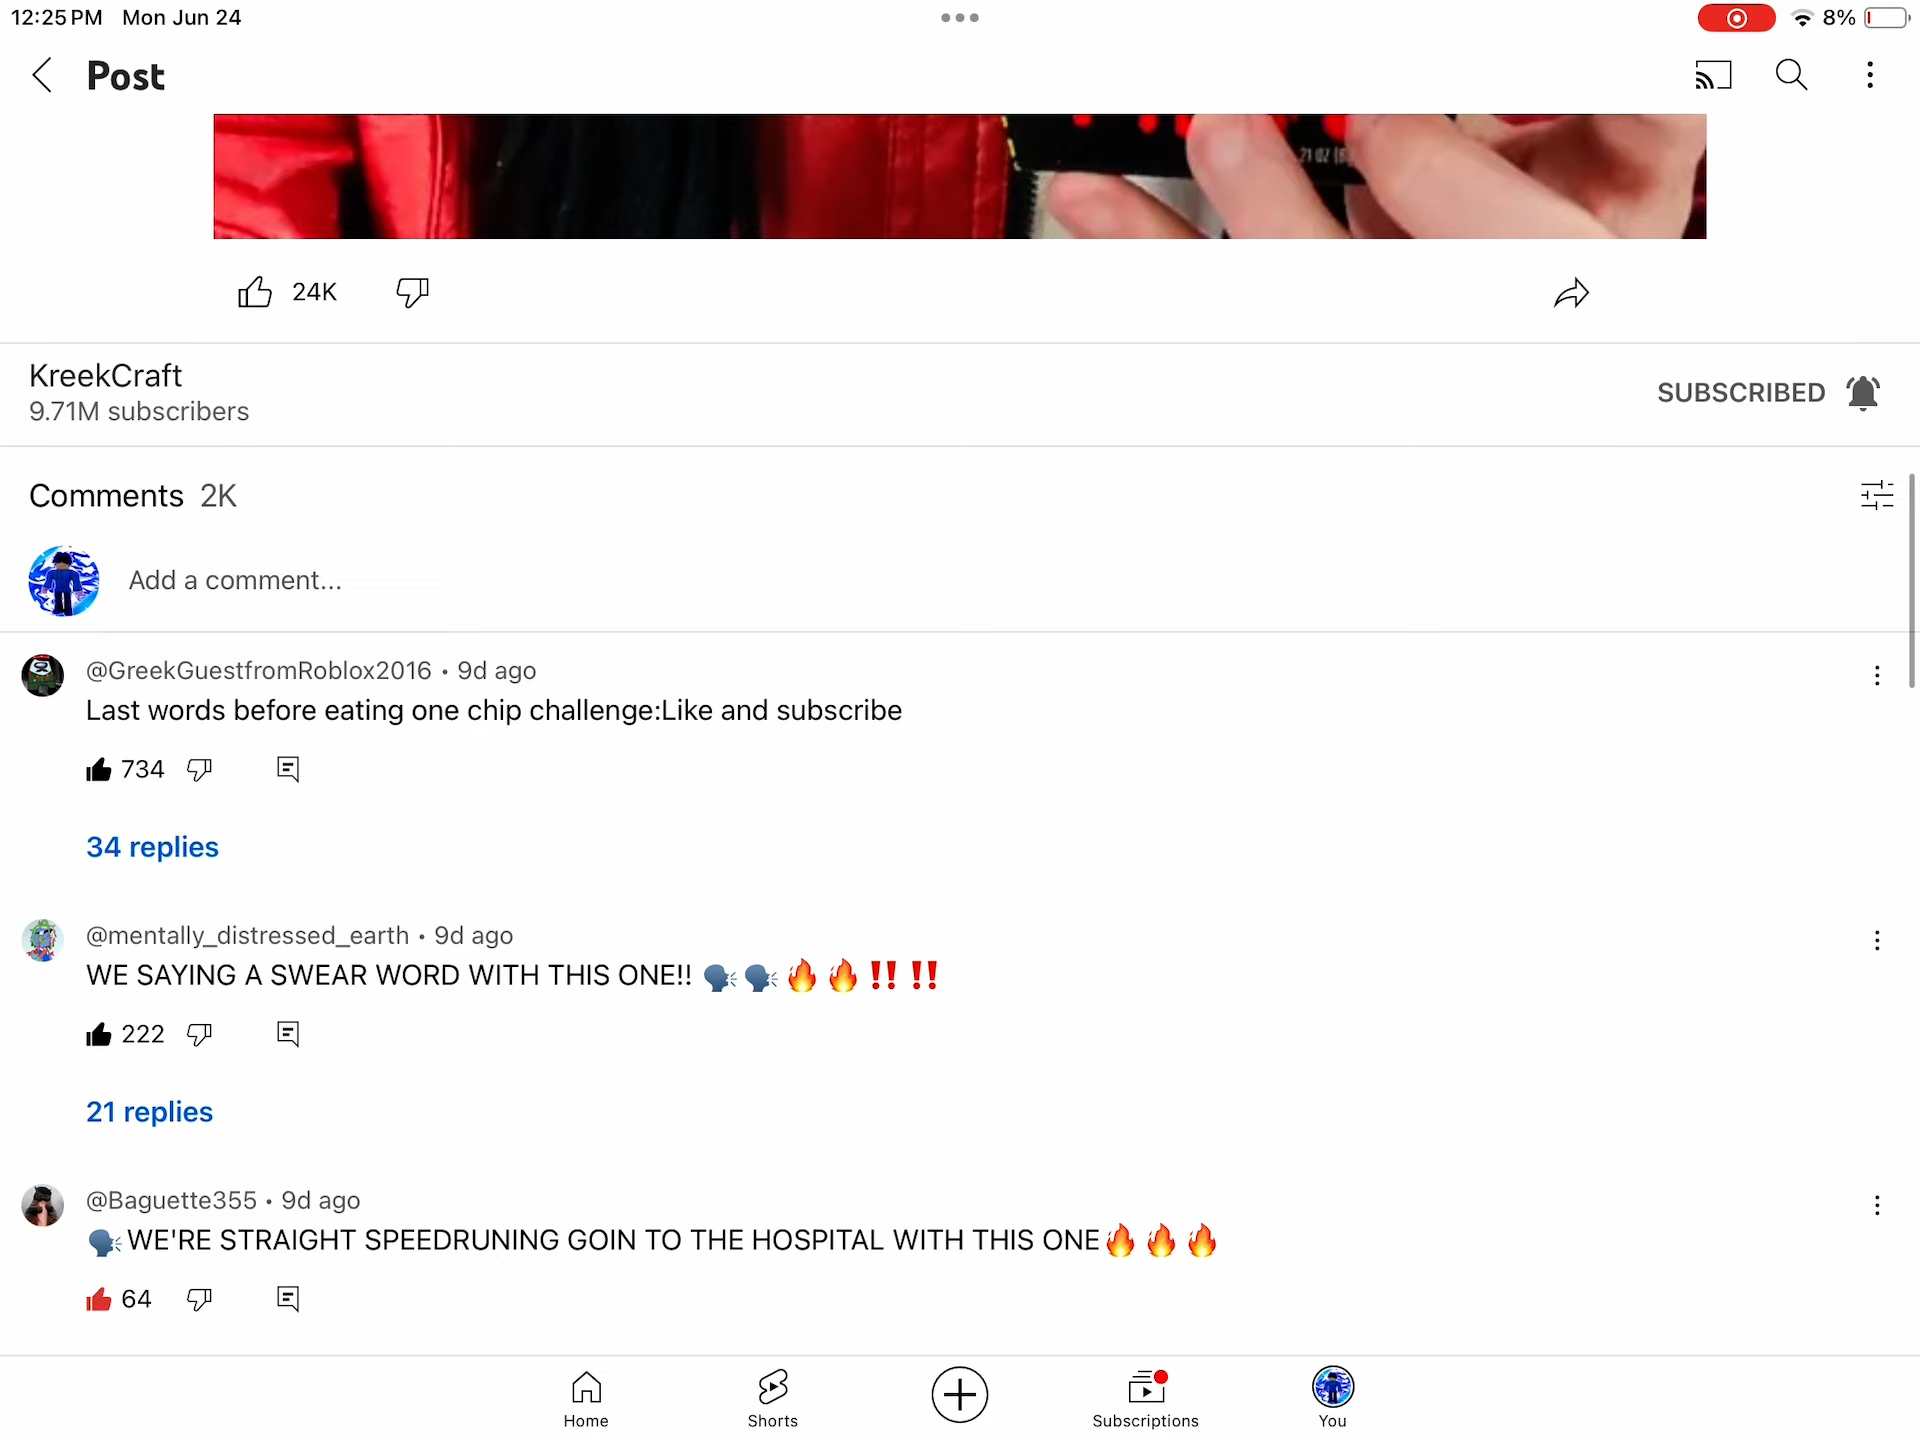 12:25 PM Mon Jun 24
8%
Post
24K
KreekCraft
9.71M subscribers
SUBSCRIBED
Comments 2K
Add a comment...
@GreekGuestfromRoblox2016 • 9d ago
Last words before eating one chip challenge:Like and subscribe
734
34 replies
@mentally_distressed_earth • 9d ago
WE SAYING A SWEAR WORD WITH THIS ONE!! 🗣️🗣️🔥🔥‼️‼️
222
21 replies
@Baguette355 • 9d ago
🗣️WE'RE STRAIGHT SPEEDRUNING GOIN TO THE HOSPITAL WITH THIS ONE🔥🔥🔥
64
Home Shorts Subscriptions You